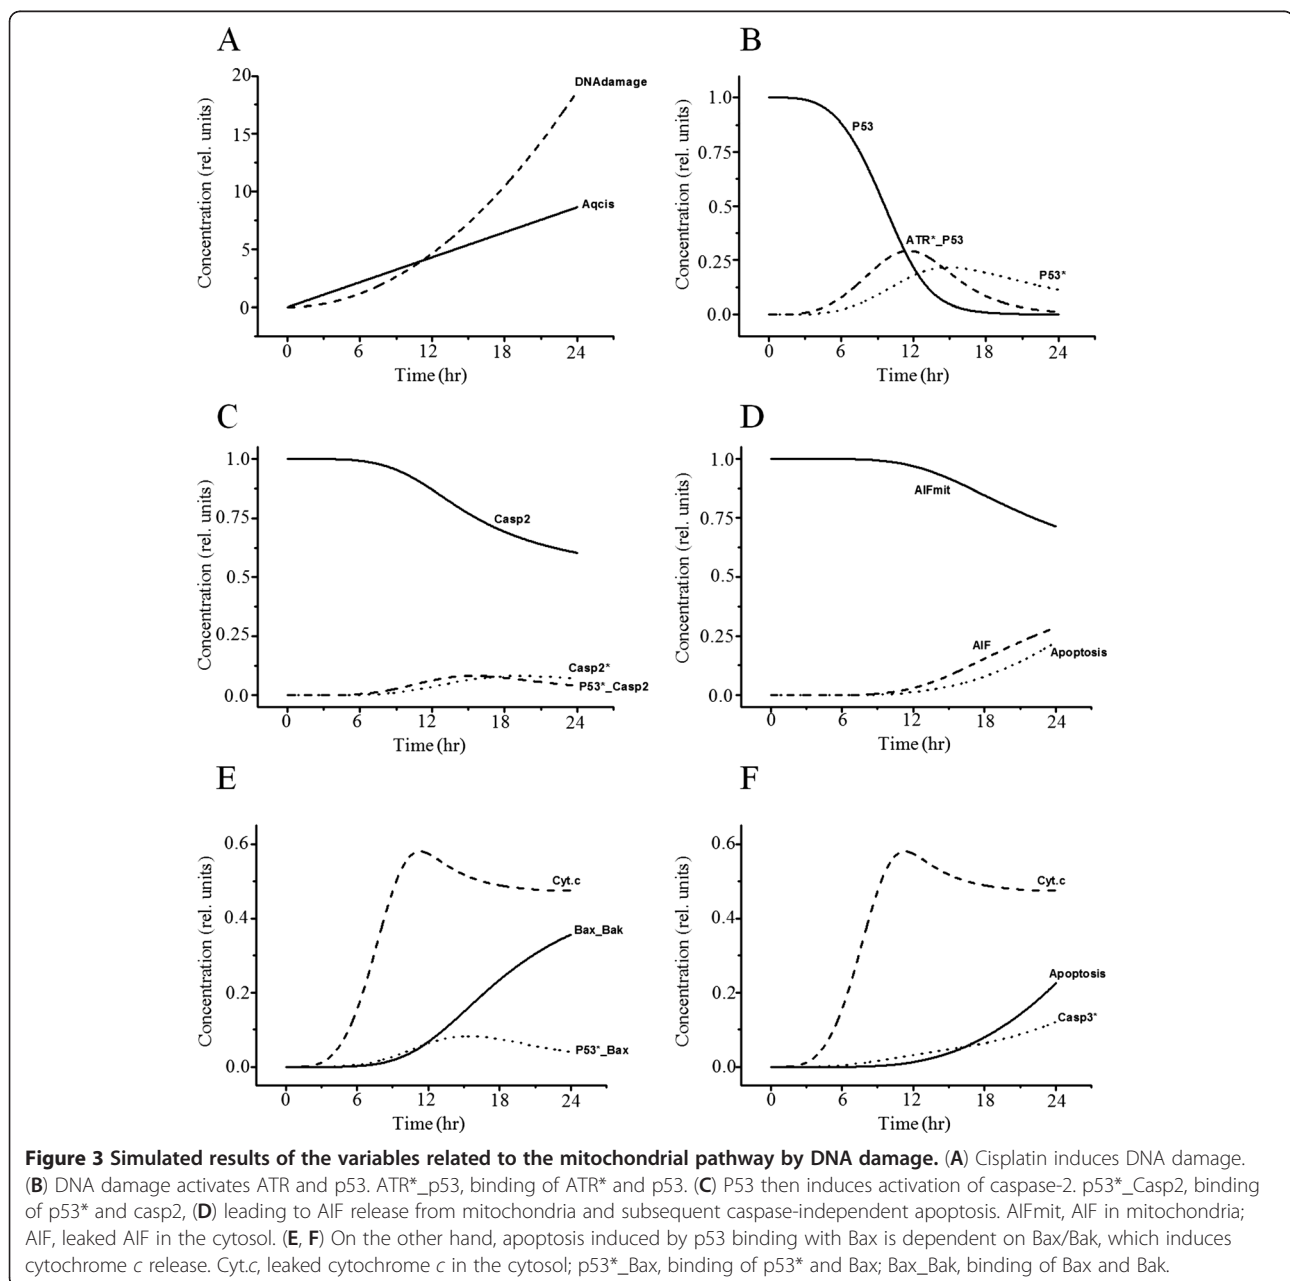 A
20
15
10
5
0
DNAdamage
Aqcis
Concentration (rel. units)
0 6 12 18 24
Time (hr)
B
1.0
0.75
0.5
0.25
0.0
P53
ATR*_P53
P53*
Concentration (rel. units)
0 6 12 18 24
Time (hr)
C
1.0
0.75
0.5
0.25
0.0
Casp2
Casp2*
P53*_Casp2
Concentration (rel. units)
0 6 12 18 24
Time (hr)
D
1.0
0.75
0.5
0.25
0.0
AIFmit
AIF
Apoptosis
Concentration (rel. units)
0 6 12 18 24
Time (hr)
E
0.6
0.4
0.2
0.0
Cyt.c
Bax_Bak
P53*_Bax
Concentration (rel. units)
0 6 12 18 24
Time (hr)
F
0.6
0.4
0.2
0.0
Cyt.c
Apoptosis
Casp3*
Concentration (rel. units)
0 6 12 18 24
Time (hr)
Figure 3 Simulated results of the variables related to the mitochondrial pathway by DNA damage. (A) Cisplatin induces DNA damage.
(B) DNA damage activates ATR and p53. ATR*_p53, binding of ATR* and p53. (C) P53 then induces activation of caspase-2. p53*_Casp2, binding
of p53* and casp2, (D) leading to AIF release from mitochondria and subsequent caspase-independent apoptosis. AIFmit, AIF in mitochondria;
AIF, leaked AIF in the cytosol. (E, F) On the other hand, apoptosis induced by p53 binding with Bax is dependent on Bax/Bak, which induces
cytochrome c release. Cyt.c, leaked cytochrome c in the cytosol; p53*_Bax, binding of p53* and Bax; Bax_Bak, binding of Bax and Bak.